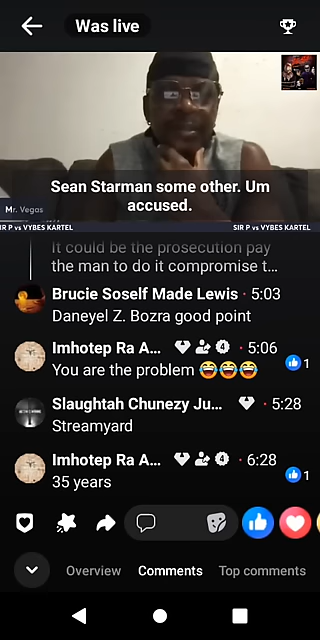 Was live
Sean Starman some other. Um
accused.
Mr. Vegas
IR P vs VYBES KARTEL
SIR P vs VYBES KARTEL
It could be the prosecution pay
the man to do it compromise t...
Brucie Soself Made Lewis · 5:03
Daneyel Z. Bozra good point
Imhotep Ra A... 4 · 5:06
You are the problem 😂😂😂
1
Slaughtah Chunezy Ju... · 5:28
Streamyard
Imhotep Ra A... 4 · 6:28
35 years
1
Overview Comments Top comments